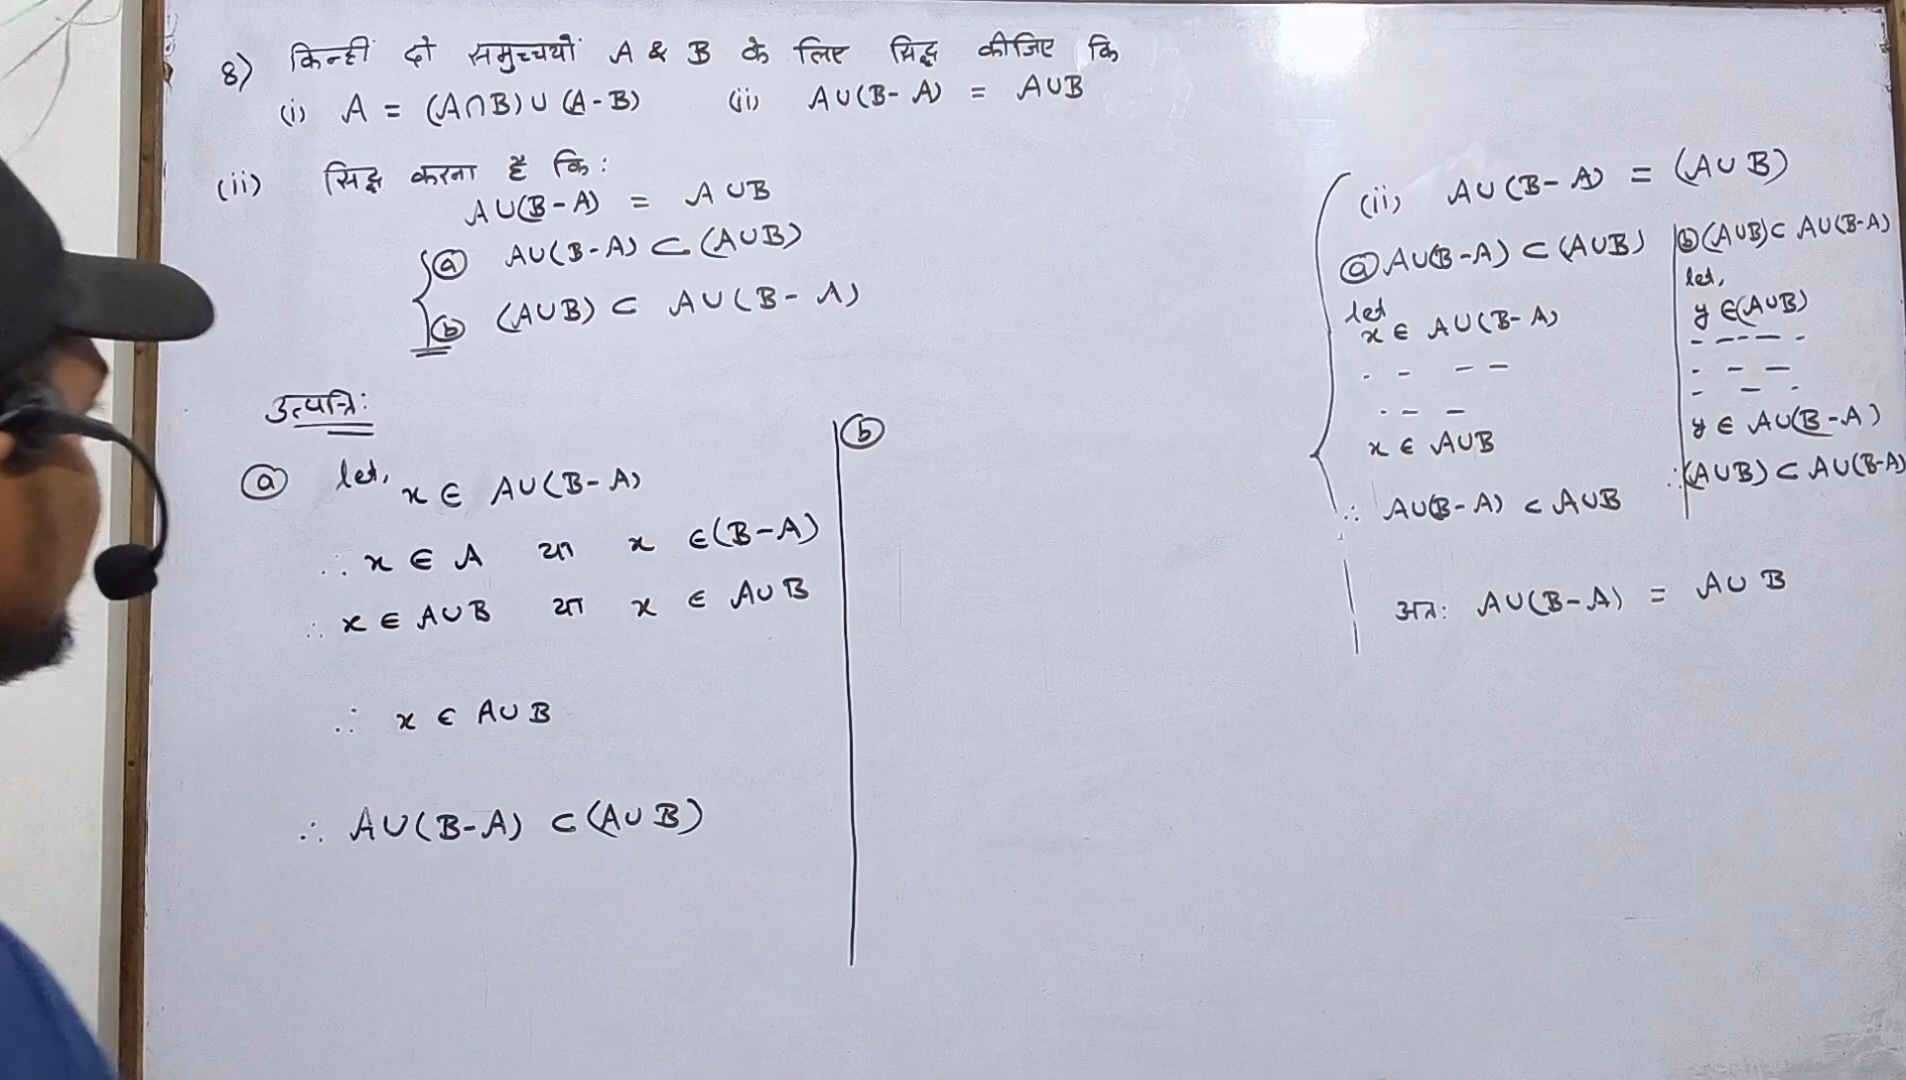 8) किन्हीं दो समुच्चयों A & B के लिए सिद्ध कीजिए कि
(i) A = (A∩B)∪(A-B) (ii) A∪(B-A) = A∪B
(ii) सिद्ध करना है कि:
A∪(B-A) = A∪B
ⓐ A∪(B-A) ⊂ (A∪B)
ⓑ (A∪B) ⊂ A∪(B-A)
उत्पत्ति:
ⓐ let, x ∈ A∪(B-A)
∴ x ∈ A या x ∈ (B-A)
∴ x ∈ A∪B या x ∈ A∪B
∴ x ∈ A∪B
∴ A∪(B-A) ⊂ (A∪B)
ⓑ
(ii) A∪(B-A) = (A∪B)
ⓐ A∪(B-A) ⊂ (A∪B)
let
x ∈ A∪(B-A)
- - - -
- - -
x ∈ A∪B
∴ A∪(B-A) ⊂ A∪B
ⓑ (A∪B) ⊂ A∪(B-A)
let,
y ∈ (A∪B)
- - - - -
- - -
- - -
y ∈ A∪(B-A)
∴ (A∪B) ⊂ A∪(B-A)
अत: A∪(B-A) = A∪B